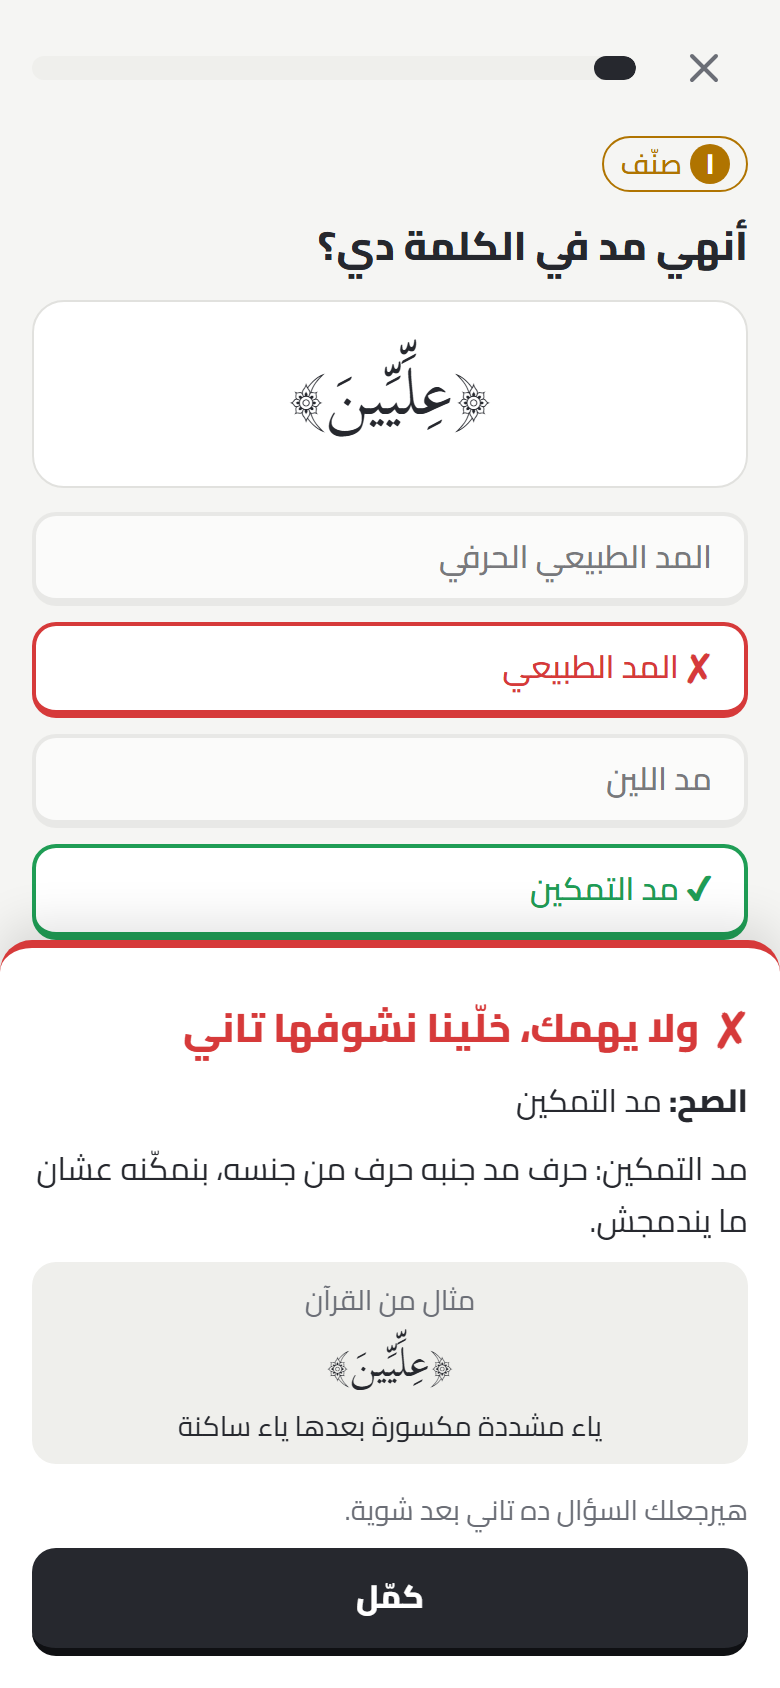 ١ صنّف
أنهي مد في الكلمة دي؟
﴿عِلِّيِّينَ﴾
المد الطبيعي الحرفي
✗ المد الطبيعي
مد اللين
✓ مد التمكين
✗ ولا يهمك، خلّينا نشوفها تاني
الصح: مد التمكين
مد التمكين: حرف مد جنبه حرف من جنسه، بنمكّنه عشان
ما يندمجش.
مثال من القرآن
﴿عِلِّيِّينَ﴾
ياء مشددة مكسورة بعدها ياء ساكنة
هيرجعلك السؤال ده تاني بعد شوية.
كمّل